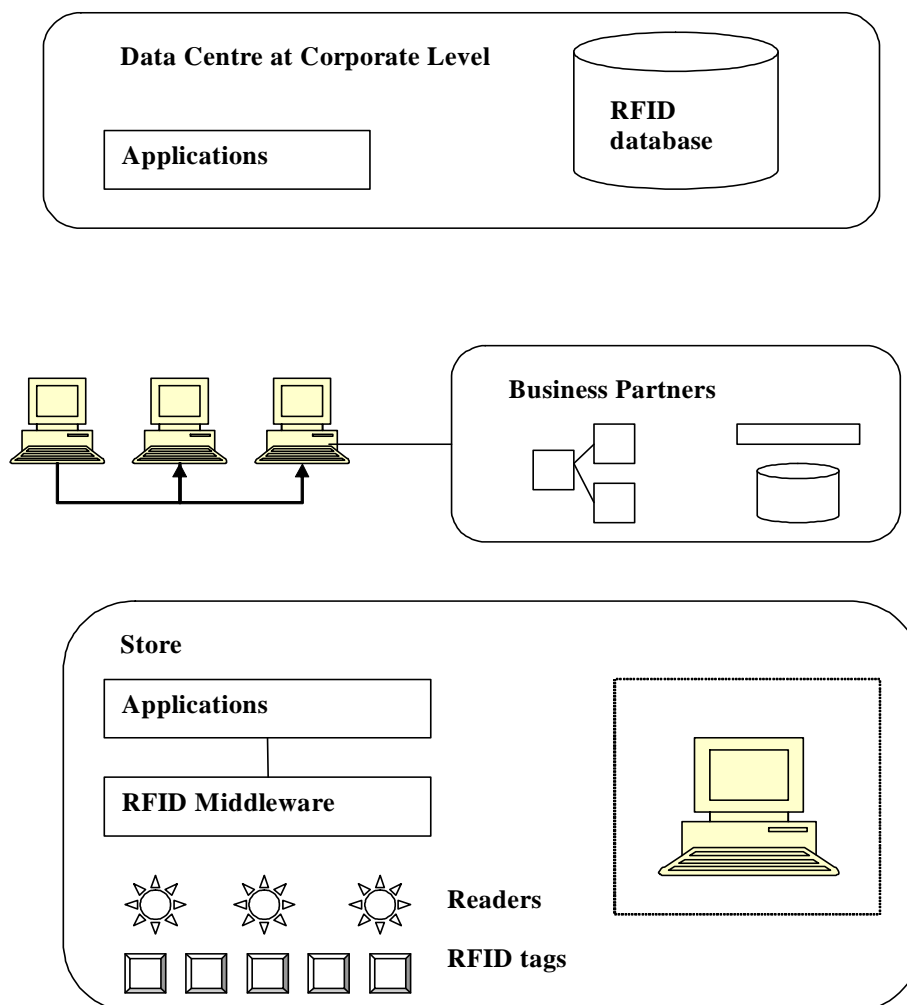 Data Centre at Corporate Level
RFID
database
Applications
Business Partners
Store
Applications
RFID Middleware
Readers
RFID tags